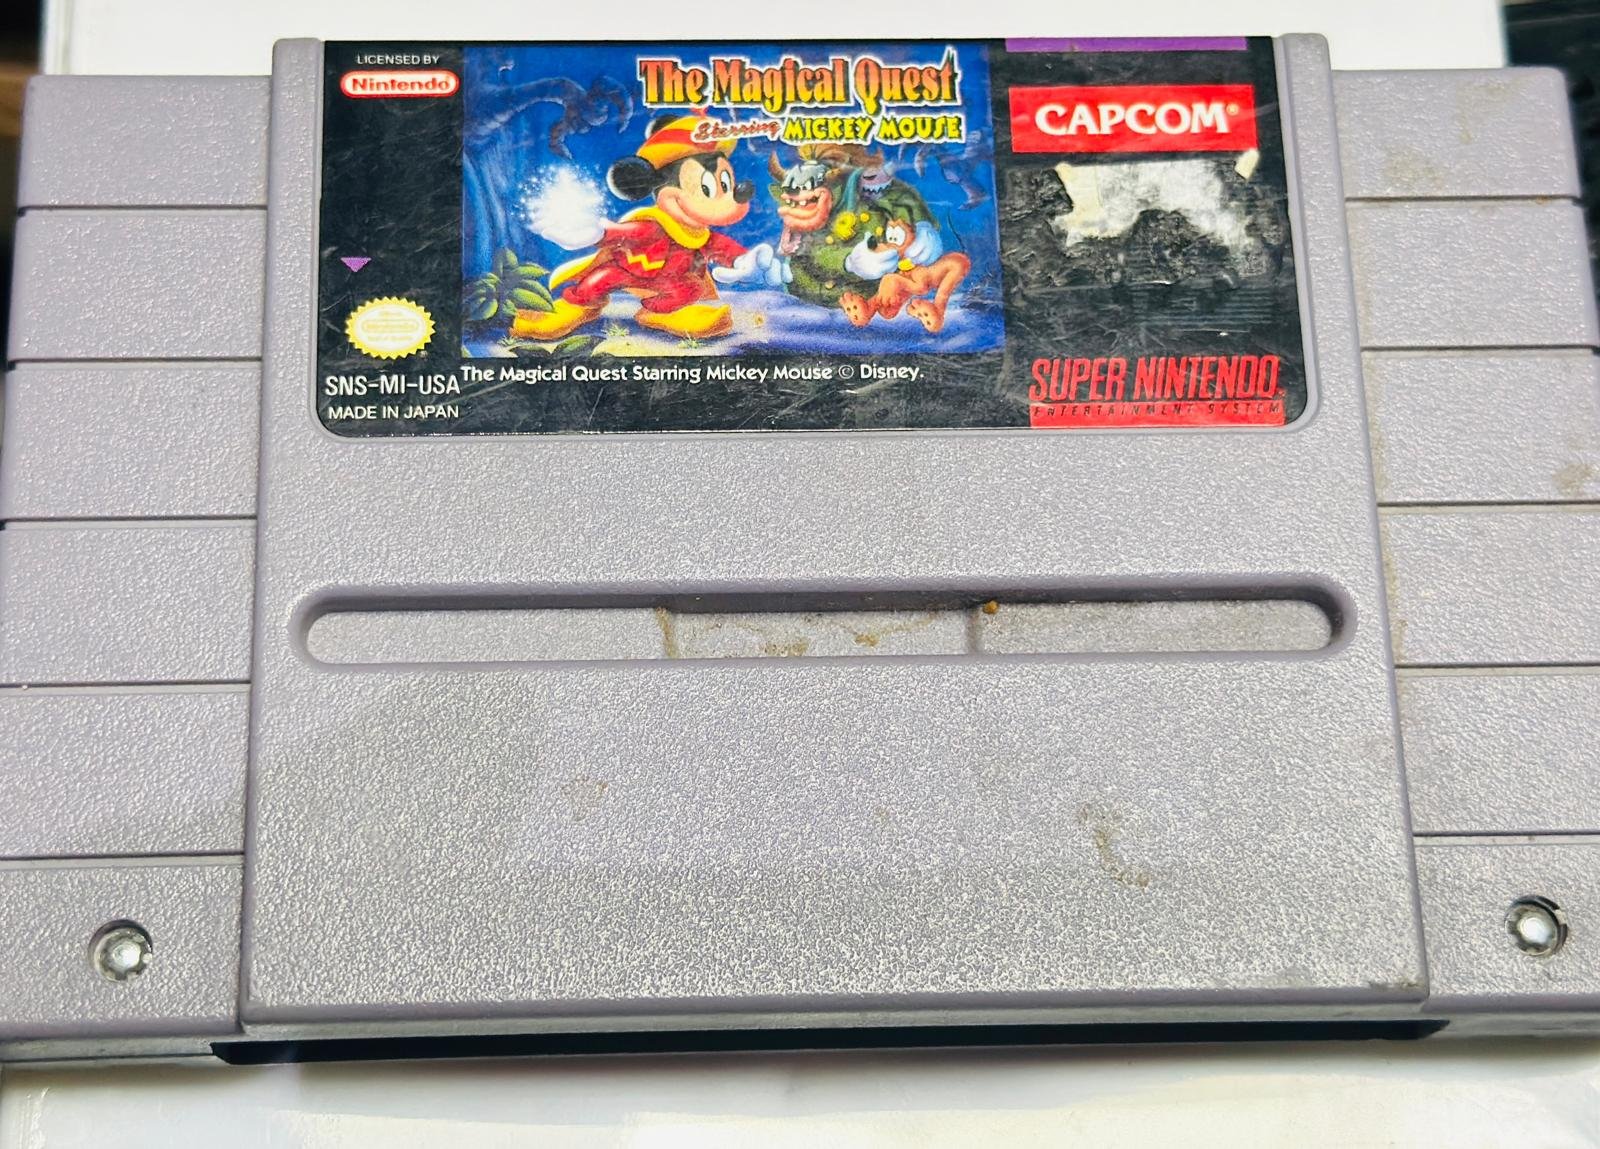 LICENSED BY
Nintendo
The Magical Quest
Starring MICKEY MOUSE
CAPCOM®
SNS-MI-USA
MADE IN JAPAN
The Magical Quest Starring Mickey Mouse © Disney.
SUPER NINTENDO
ENTERTAINMENT SYSTEM